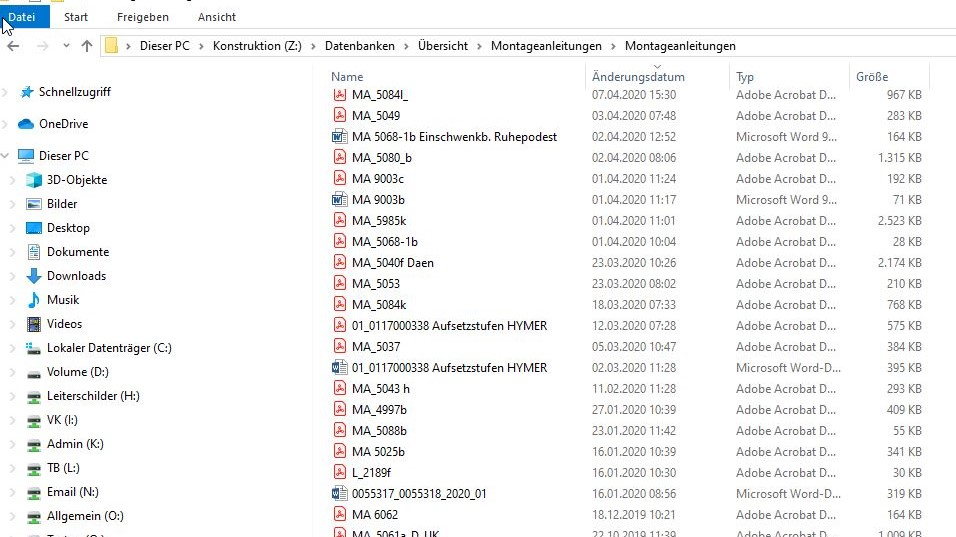 Datei Start Freigeben Ansicht
Dieser PC Konstruktion (Z:) Datenbanken Übersicht Montageanleitungen Montageanleitungen
Schnellzugriff
OneDrive
Dieser PC
3D-Objekte
Bilder
Desktop
Dokumente
Downloads
Musik
Videos
Lokaler Datenträger (C:)
Volume (D:)
Leiterschilder (H:)
VK (I:)
Admin (K:)
TB (L:)
Email (N:)
Allgemein (O:)
Name Änderungsdatum Typ Größe
MA_5084l_ 07.04.2020 15:30 Adobe Acrobat D... 967 KB
MA_5049 03.04.2020 07:48 Adobe Acrobat D... 283 KB
MA 5068-1b Einschwenkb. Ruhepodest 02.04.2020 12:52 Microsoft Word 9... 164 KB
MA_5080_b 02.04.2020 08:06 Adobe Acrobat D... 1.315 KB
MA 9003c 01.04.2020 11:24 Adobe Acrobat D... 192 KB
MA 9003b 01.04.2020 11:17 Microsoft Word 9... 71 KB
MA_5985k 01.04.2020 11:01 Adobe Acrobat D... 2.523 KB
MA_5068-1b 01.04.2020 10:04 Adobe Acrobat D... 28 KB
MA_5040f Daen 23.03.2020 10:26 Adobe Acrobat D... 2.174 KB
MA_5053 23.03.2020 08:02 Adobe Acrobat D... 210 KB
MA_5084k 18.03.2020 07:33 Adobe Acrobat D... 768 KB
01_0117000338 Aufsetzstufen HYMER 12.03.2020 07:28 Adobe Acrobat D... 575 KB
MA_5037 05.03.2020 10:47 Adobe Acrobat D... 384 KB
01_0117000338 Aufsetzstufen HYMER 02.03.2020 11:28 Microsoft Word-D... 395 KB
MA_5043 h 11.02.2020 11:28 Adobe Acrobat D... 293 KB
MA_4997b 27.01.2020 10:39 Adobe Acrobat D... 409 KB
MA_5088b 23.01.2020 11:42 Adobe Acrobat D... 55 KB
MA 5025b 16.01.2020 10:39 Adobe Acrobat D... 341 KB
L_2189f 16.01.2020 10:30 Adobe Acrobat D... 30 KB
0055317_0055318_2020_01 16.01.2020 08:56 Microsoft Word-D... 319 KB
MA 6062 18.12.2019 10:21 Adobe Acrobat D... 164 KB
MA_5061a_D_UK 22.10.2019 11:39 Adobe Acrobat D... 1.009 KB